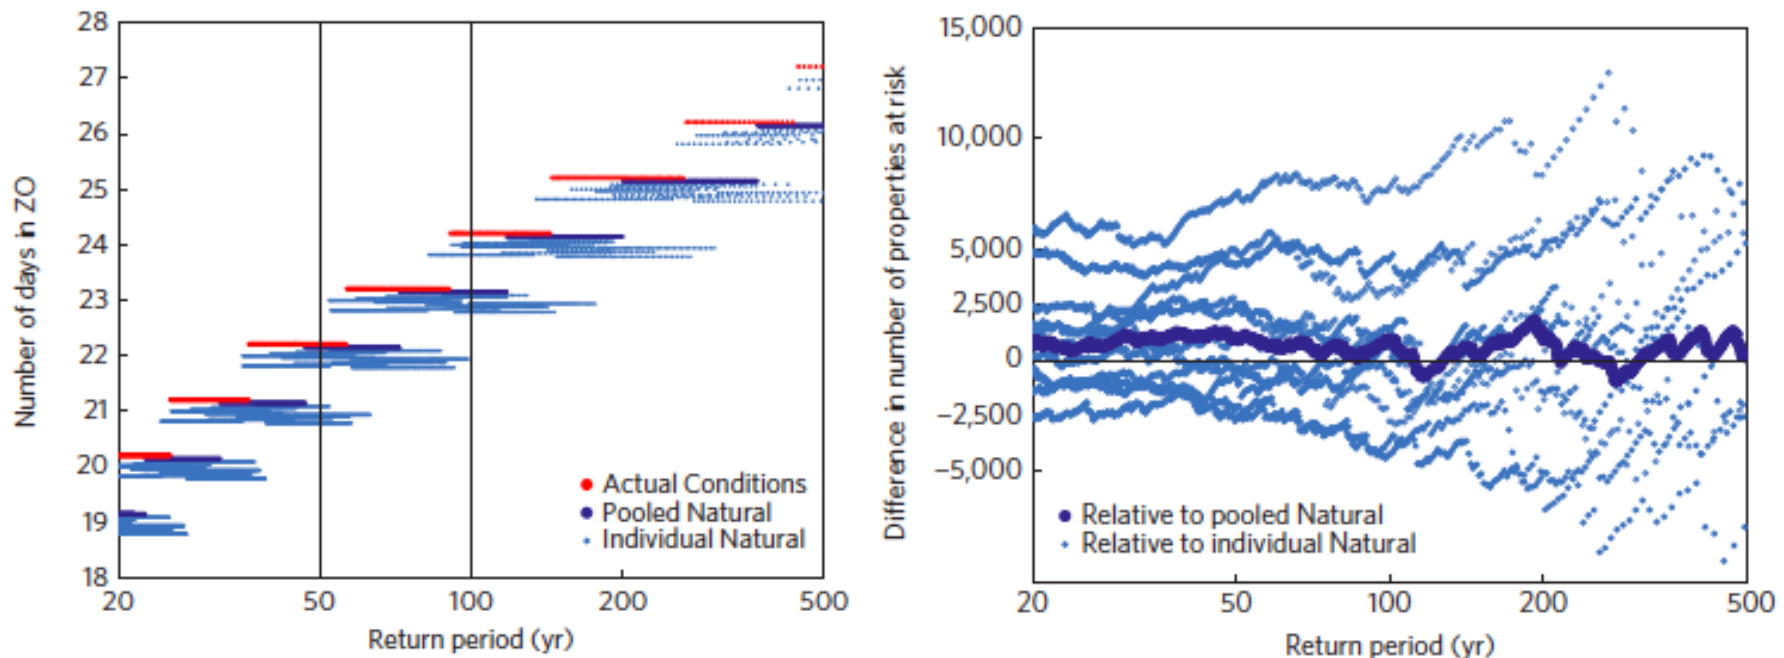 28
27
26
25
24
23
22
21
20
19
18
Number of days in ZO
Actual Conditions
Pooled Natural
Individual Natural
20 50 100 200 500
Return period (yr)
15,000
10,000
5,000
2,500
0
−2,500
−5,000
Difference in number of properties at risk
Relative to pooled Natural
Relative to individual Natural
20 50 100 200 500
Return period (yr)